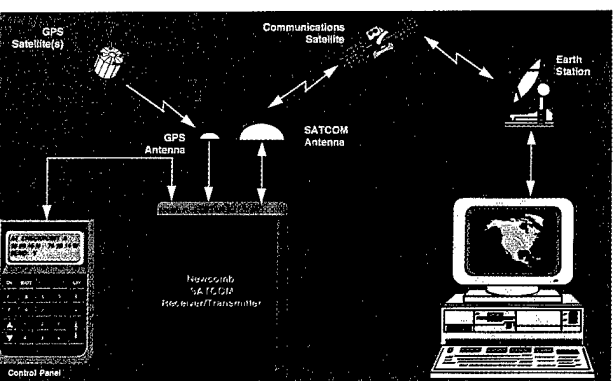 GPS
Satellite(s)
Communications
Satellite
Earth
Station
GPS
Antenna
SATCOM
Antenna
Newcomb
SATCOM
Receiver/Transmitter
Control Panel